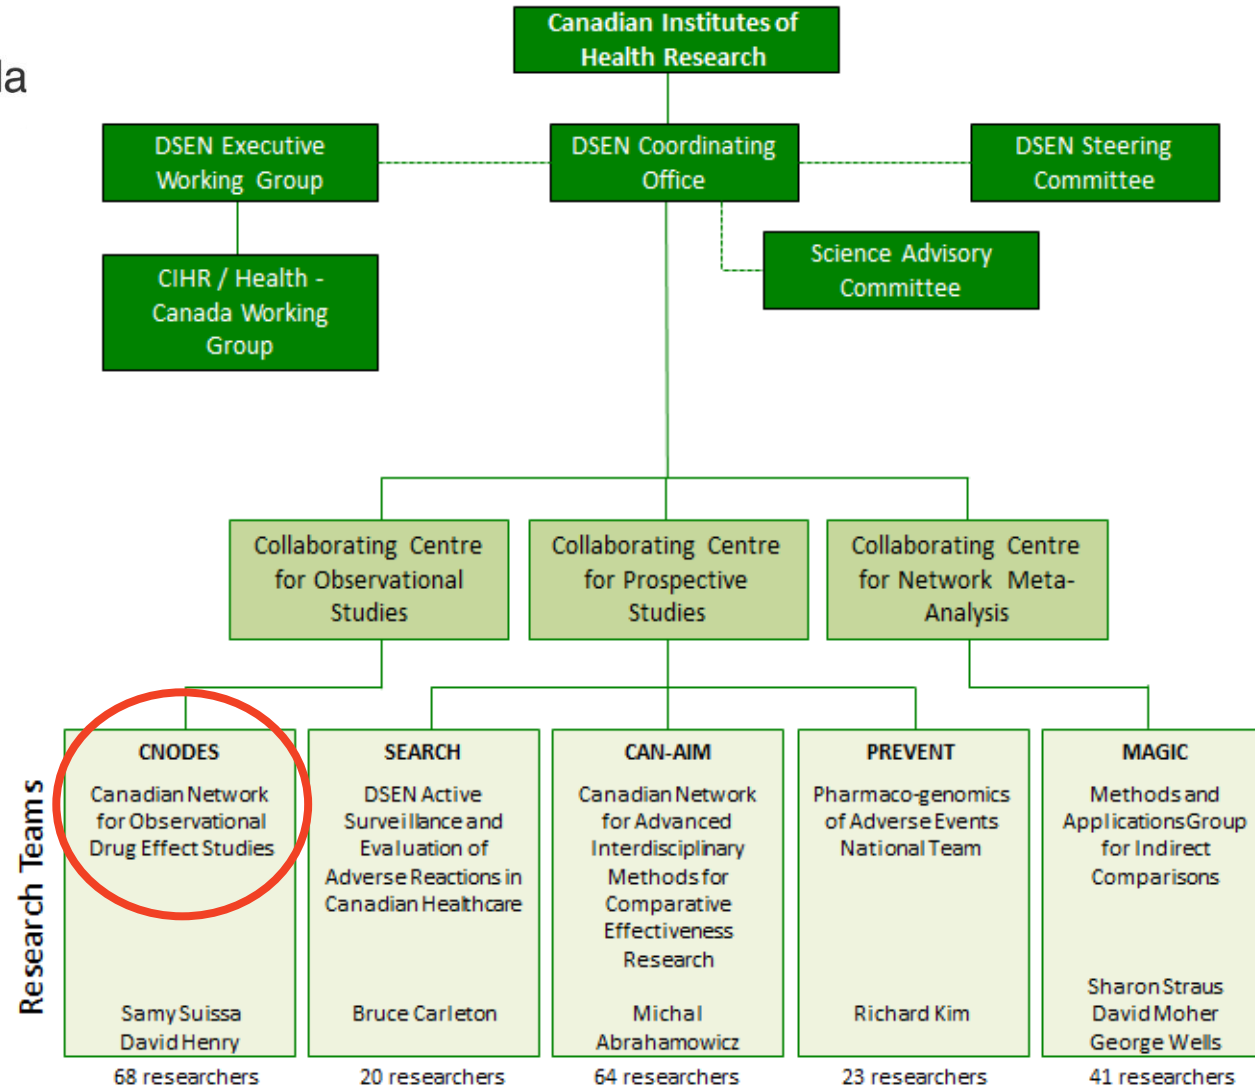 da
Canadian Institutes of
Health Research
DSEN Executive
Working Group
DSEN Coordinating
Office
DSEN Steering
Committee
Science Advisory
Committee
CIHR / Health -
Canada Working
Group
Collaborating Centre
for Observational
Studies
Collaborating Centre
for Prospective
Studies
Collaborating Centre
for Network Meta-
Analysis
Research Teams
CNODES
Canadian Network
for Observational
Drug Effect Studies
Samy Suissa
David Henry
68 researchers
SEARCH
DSEN Active
Surveillance and
Evaluation of
Adverse Reactions in
Canadian Healthcare
Bruce Carleton
20 researchers
CAN-AIM
Canadian Network
for Advanced
Interdisciplinary
Methods for
Comparative
Effectiveness
Research
Michal
Abrahamowicz
64 researchers
PREVENT
Pharmaco-genomics
of Adverse Events
National Team
Richard Kim
23 researchers
MAGIC
Methods and
Applications Group
for Indirect
Comparisons
Sharon Straus
David Moher
George Wells
41 researchers